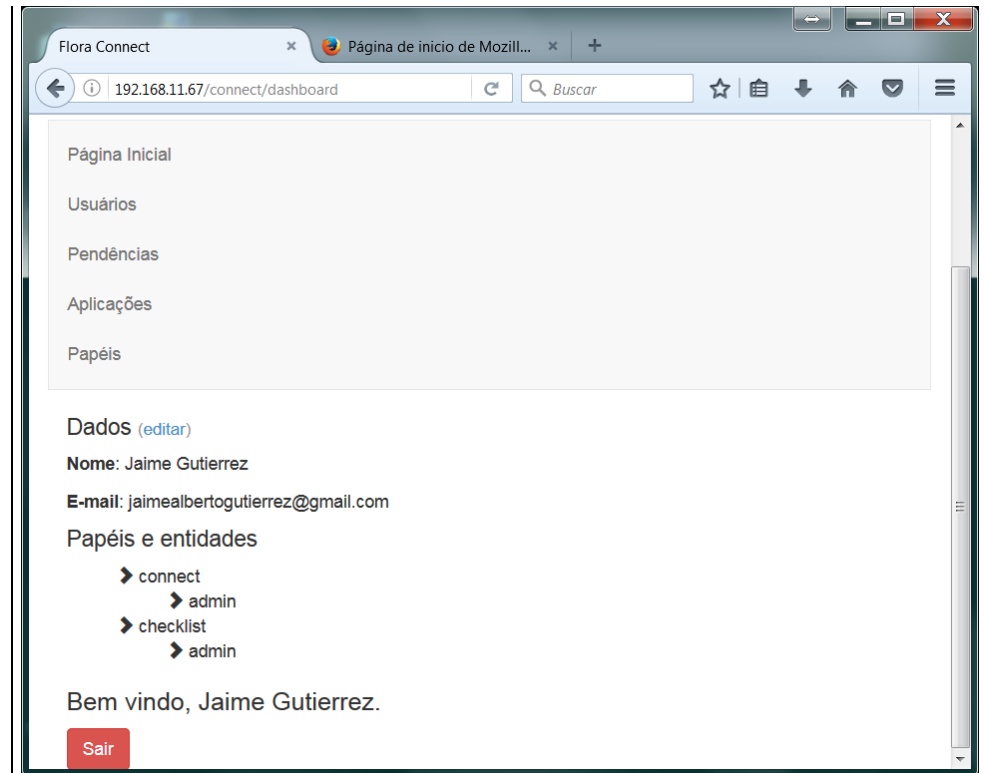 Flora Connect
Página de inicio de Mozill...
192.168.11.67/connect/dashboard
Buscar
Página Inicial
Usuários
Pendências
Aplicações
Papéis
Dados (editar)
Nome: Jaime Gutierrez
E-mail: jaimealbertogutierrez@gmail.com
Papéis e entidades
connect
admin
checklist
admin
Bem vindo, Jaime Gutierrez.
Sair